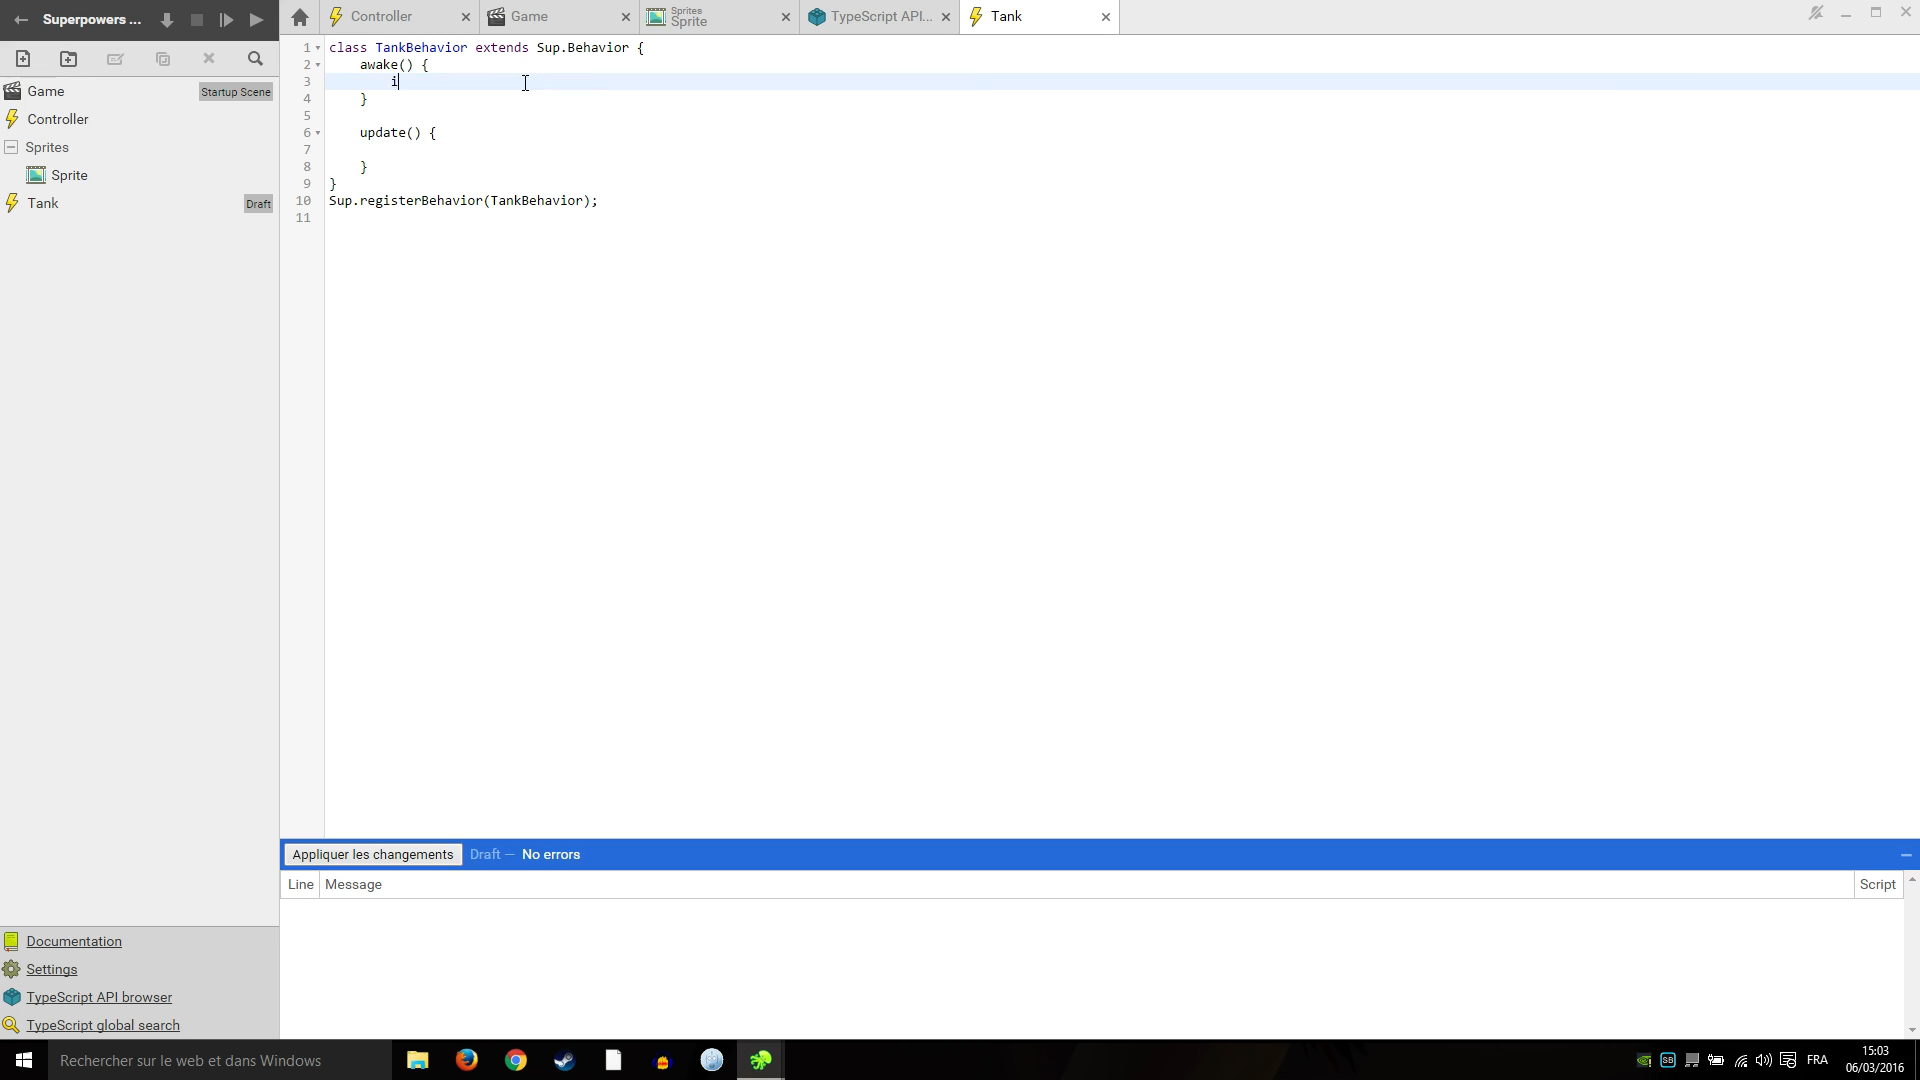 Superpowers ...
Controller
Game
Sprites
Sprite
TypeScript API...
Tank
Game
Startup Scene
Controller
Sprites
Sprite
Tank
Draft
1 class TankBehavior extends Sup.Behavior {
2 awake() {
3 i
4 }
5
6 update() {
7
8 }
9 }
10 Sup.registerBehavior(TankBehavior);
11
Appliquer les changements Draft — No errors
Line Message Script
Documentation
Settings
TypeScript API browser
TypeScript global search
Rechercher sur le web et dans Windows
SB
FRA
15:03
06/03/2016